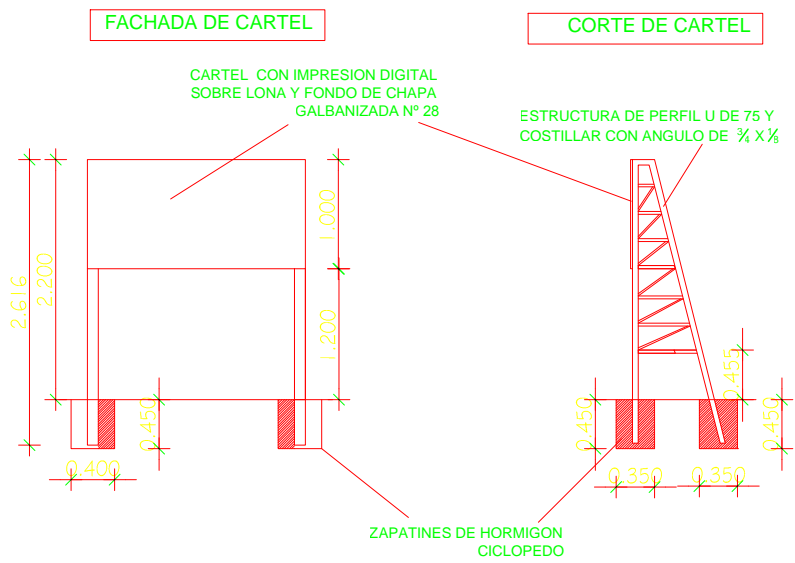 FACHADA DE CARTEL
CORTE DE CARTEL
CARTEL CON IMPRESION DIGITAL
SOBRE LONA Y FONDO DE CHAPA
GALBANIZADA Nº 28
ESTRUCTURA DE PERFIL U DE 75 Y
COSTILLAR CON ANGULO DE ¾ X ⅛
2.616
2.200
1.000
1.200
0.450
0.400
0.455
0.450
0.450
0.350
0.350
ZAPATINES DE HORMIGON
CICLOPEDO